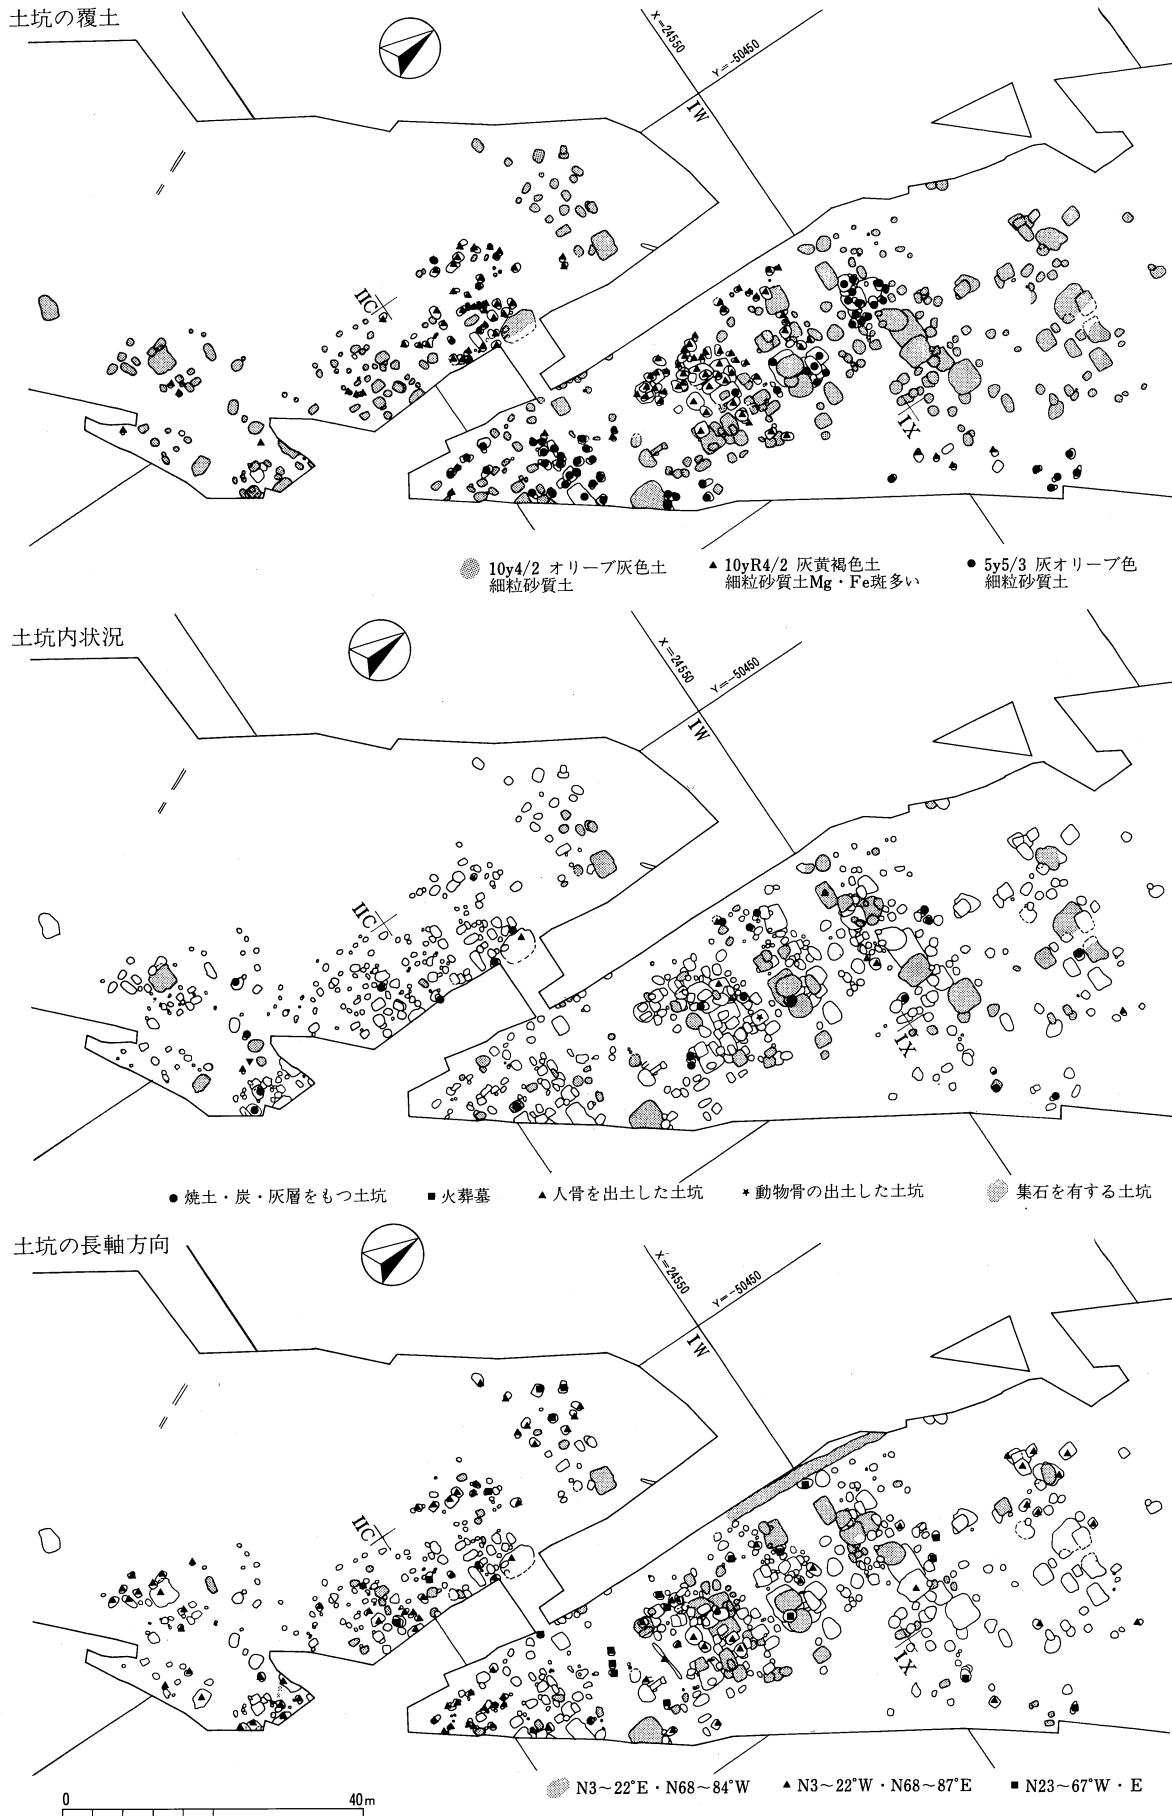 土坑の覆土
X=24550
Y=-50450
IW
IIC
IX
10y4/2 オリーブ灰色土
細粒砂質土
▲ 10yR4/2 灰黄褐色土
細粒砂質土Mg・Fe斑多い
● 5y5/3 灰オリーブ色
細粒砂質土
土坑内状況
X=24550
Y=-50450
IW
IIC
IX
● 焼土・炭・灰層をもつ土坑
■ 火葬墓
▲ 人骨を出土した土坑
★ 動物骨の出土した土坑
集石を有する土坑
土坑の長軸方向
X=24550
Y=-50450
IW
IIC
IX
N3~22°E・N68~84°W
▲ N3~22°W・N68~87°E
■ N23~67°W・E
0 40m